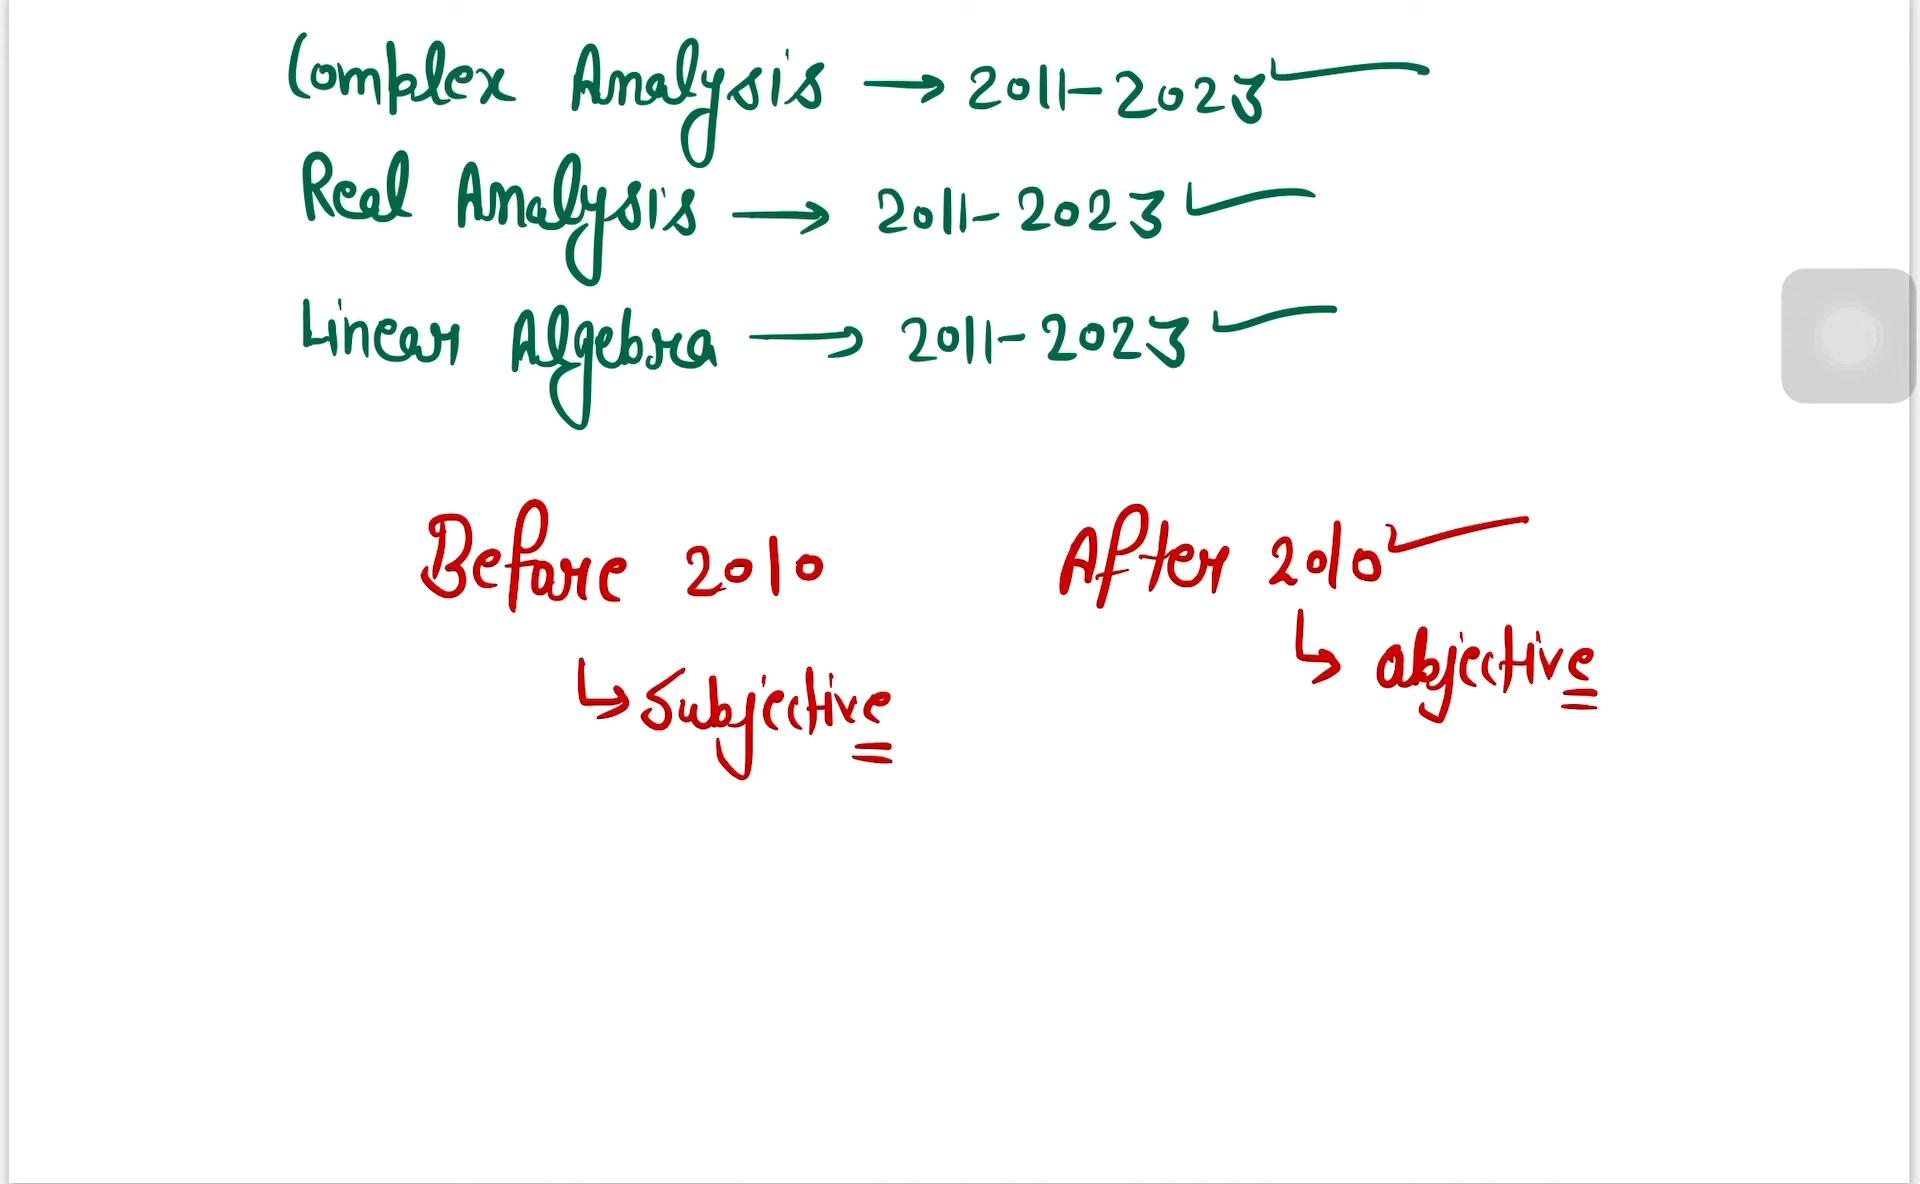 Complex Analysis → 2011-2023 ✓
Real Analysis → 2011-2023 ✓
Linear Algebra → 2011-2023 ✓
Before 2010 After 2010 ✓
↳ Subjective ↳ objective